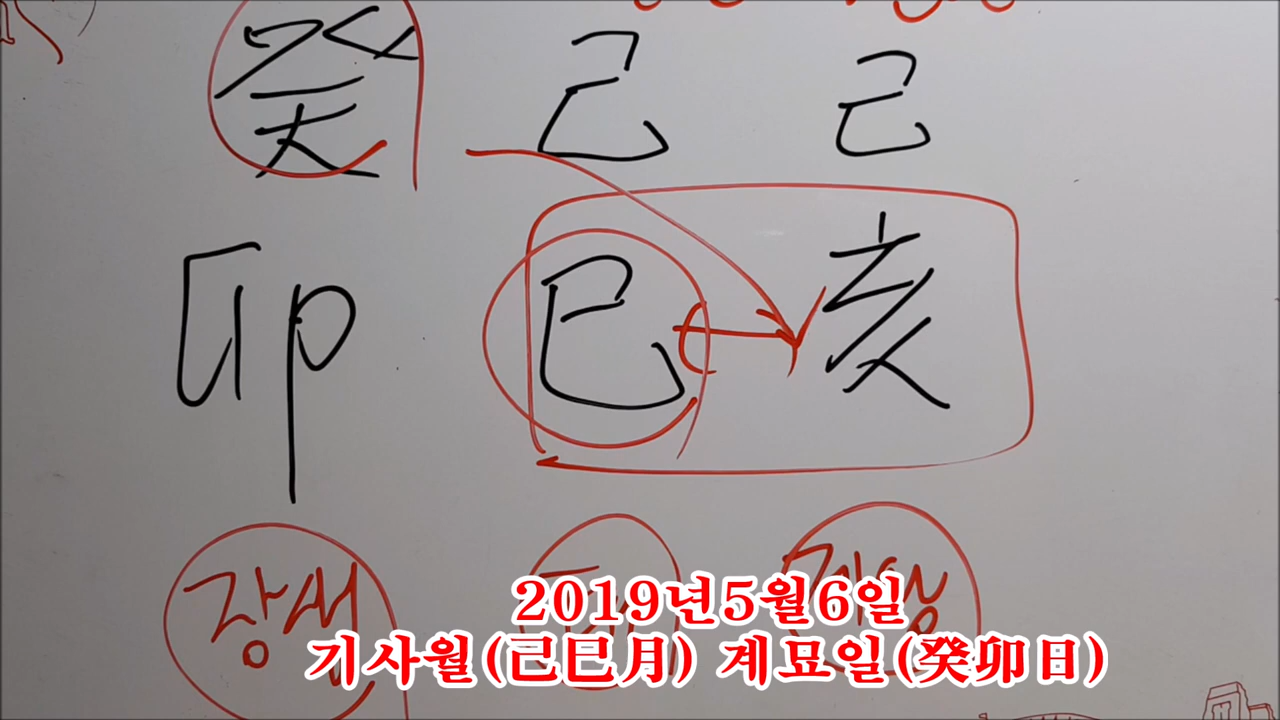 癸 己 己
卯 巳 亥
장성
2019년5월6일
기사월(己巳月) 계묘일(癸卯日)